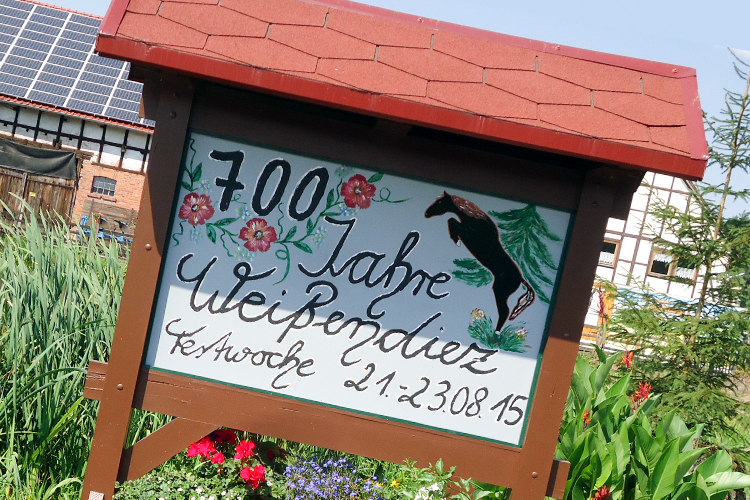 700
Jahre
Weißendiez
Festwoche 21.-23.08.15